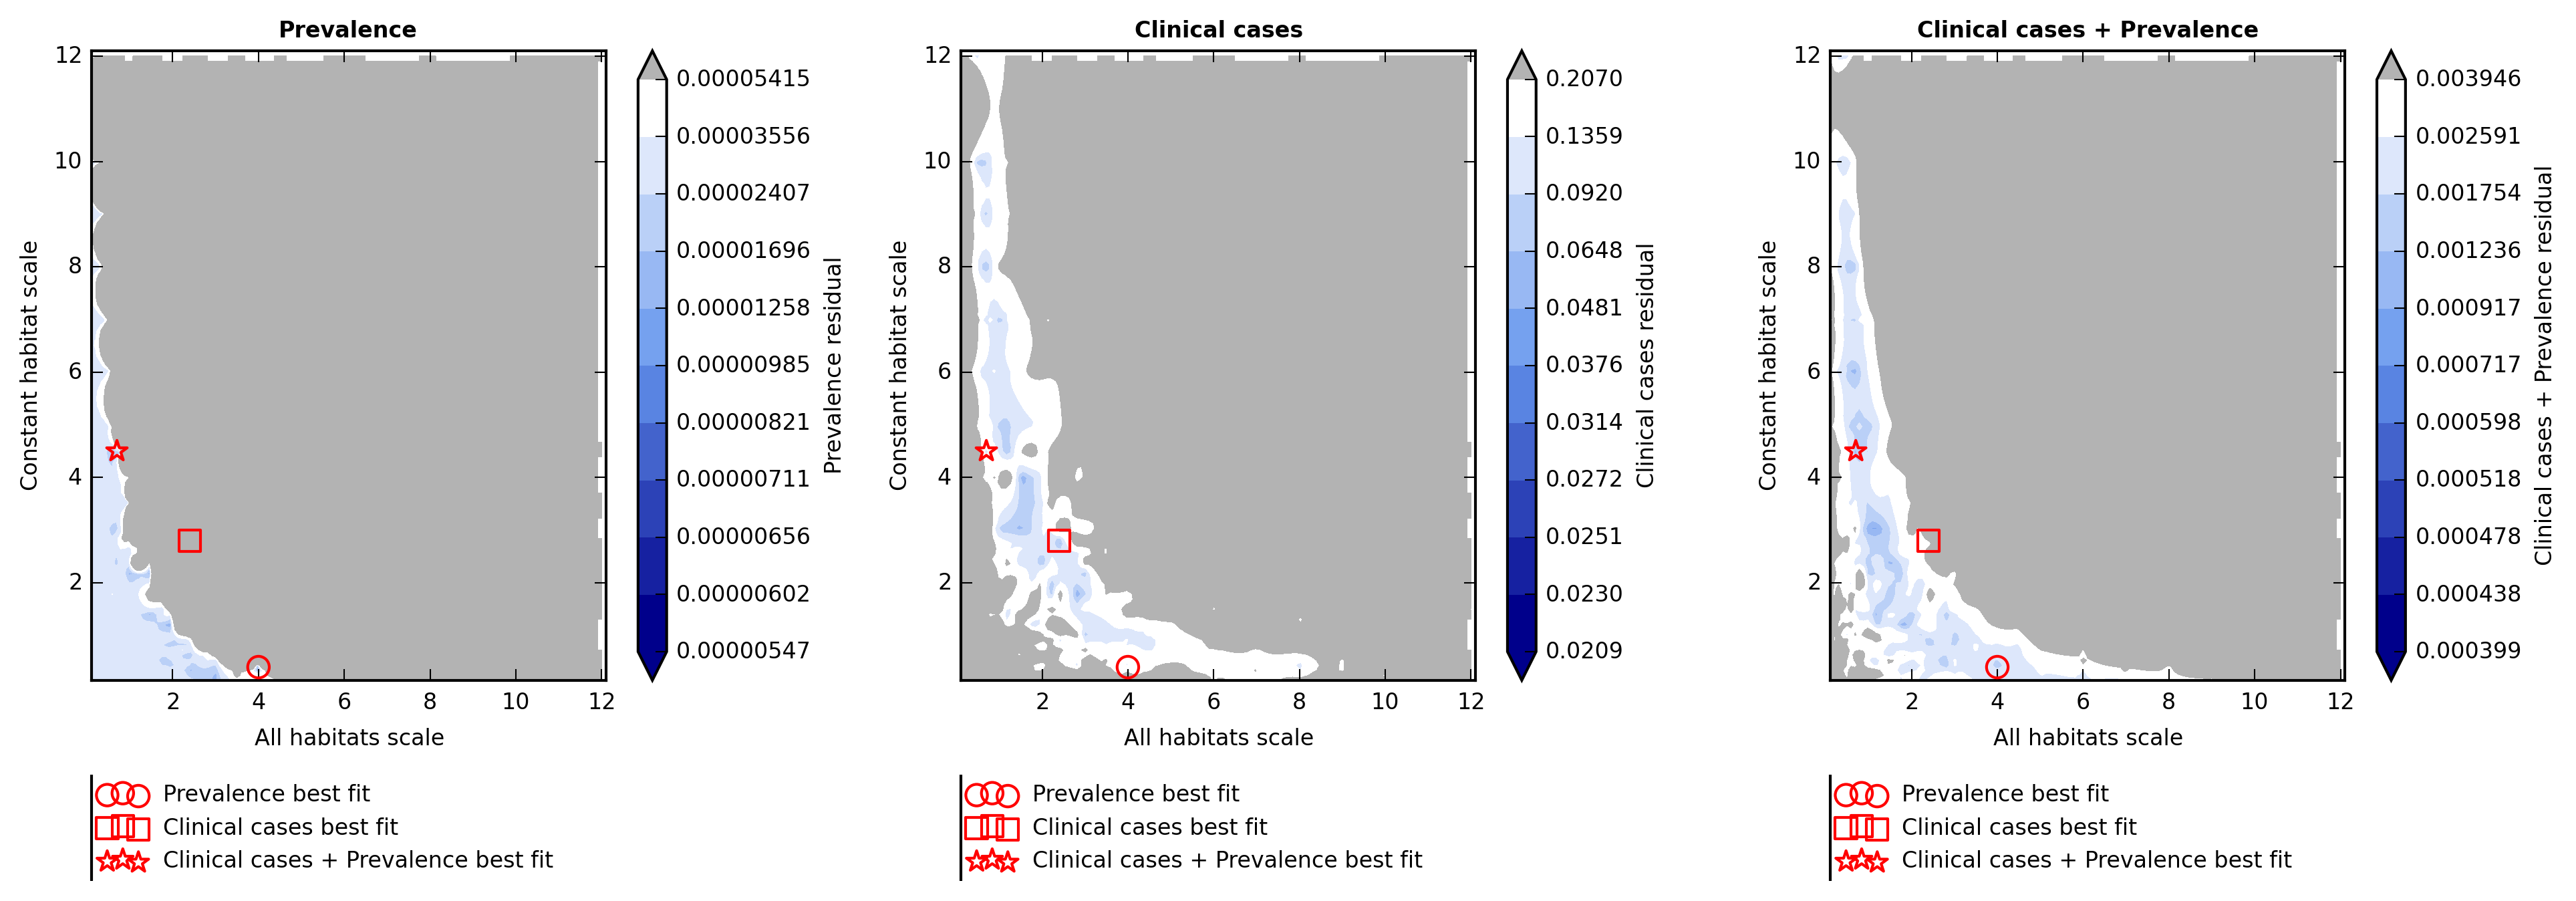 Prevalence
Constant habitat scale
12
10
8
6
4
2
2 4 6 8 10 12
All habitats scale
0.00005415
0.00003556
0.00002407
0.00001696
0.00001258
0.00000985
0.00000821
0.00000711
0.00000656
0.00000602
0.00000547
Prevalence residual
Prevalence best fit
Clinical cases best fit
Clinical cases + Prevalence best fit
Clinical cases
Constant habitat scale
12
10
8
6
4
2
2 4 6 8 10 12
All habitats scale
0.2070
0.1359
0.0920
0.0648
0.0481
0.0376
0.0314
0.0272
0.0251
0.0230
0.0209
Clinical cases residual
Prevalence best fit
Clinical cases best fit
Clinical cases + Prevalence best fit
Clinical cases + Prevalence
Constant habitat scale
12
10
8
6
4
2
2 4 6 8 10 12
All habitats scale
0.003946
0.002591
0.001754
0.001236
0.000917
0.000717
0.000598
0.000518
0.000478
0.000438
0.000399
Clinical cases + Prevalence residual
Prevalence best fit
Clinical cases best fit
Clinical cases + Prevalence best fit